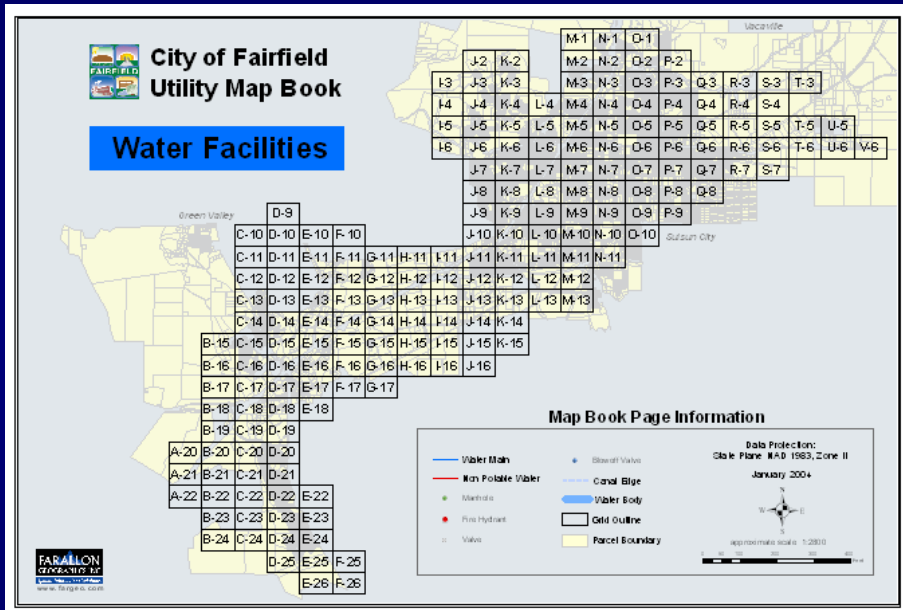 City of Fairfield
Utility Map Book
FAIRFIELD
Water Facilities
Vacaville
Green Valley
Suisun City
M-1 N-1 O-1
J-2 K-2 M-2 N-2 O-2 P-2
I-3 J-3 K-3 M-3 N-3 O-3 P-3 Q-3 R-3 S-3 T-3
I-4 J-4 K-4 L-4 M-4 N-4 O-4 P-4 Q-4 R-4 S-4
I-5 J-5 K-5 L-5 M-5 N-5 O-5 P-5 Q-5 R-5 S-5 T-5 U-5
I-6 J-6 K-6 L-6 M-6 N-6 O-6 P-6 Q-6 R-6 S-6 T-6 U-6 V-6
J-7 K-7 L-7 M-7 N-7 O-7 P-7 Q-7 R-7 S-7
J-8 K-8 L-8 M-8 N-8 O-8 P-8 Q-8
D-9 J-9 K-9 L-9 M-9 N-9 O-9 P-9
C-10 D-10 E-10 F-10 J-10 K-10 L-10 M-10 N-10 O-10
C-11 D-11 E-11 F-11 G-11 H-11 I-11 J-11 K-11 L-11 M-11 N-11
C-12 D-12 E-12 F-12 G-12 H-12 I-12 J-12 K-12 L-12 M-12
C-13 D-13 E-13 F-13 G-13 H-13 I-13 J-13 K-13 L-13 M-13
C-14 D-14 E-14 F-14 G-14 H-14 I-14 J-14 K-14
B-15 C-15 D-15 E-15 F-15 G-15 H-15 I-15 J-15 K-15
B-16 C-16 D-16 E-16 F-16 G-16 H-16 I-16 J-16
B-17 C-17 D-17 E-17 F-17 G-17
B-18 C-18 D-18 E-18
B-19 C-19 D-19
A-20 B-20 C-20 D-20
A-21 B-21 C-21 D-21
A-22 B-22 C-22 D-22 E-22
B-23 C-23 D-23 E-23
B-24 C-24 D-24 E-24
D-25 E-25 F-25
E-26 F-26
Map Book Page Information
Water Main
Non Potable Water
Manhole
Fire Hydrant
Valve
Blowoff Valve
Canal Edge
Water Body
Grid Outline
Parcel Boundary
Data Projection:
State Plane NAD 1983, Zone II
January 2004
N
W E
S
approximate scale 1:2800
FARALLON
GEOGRAPHICS INC
www.fargeo.com